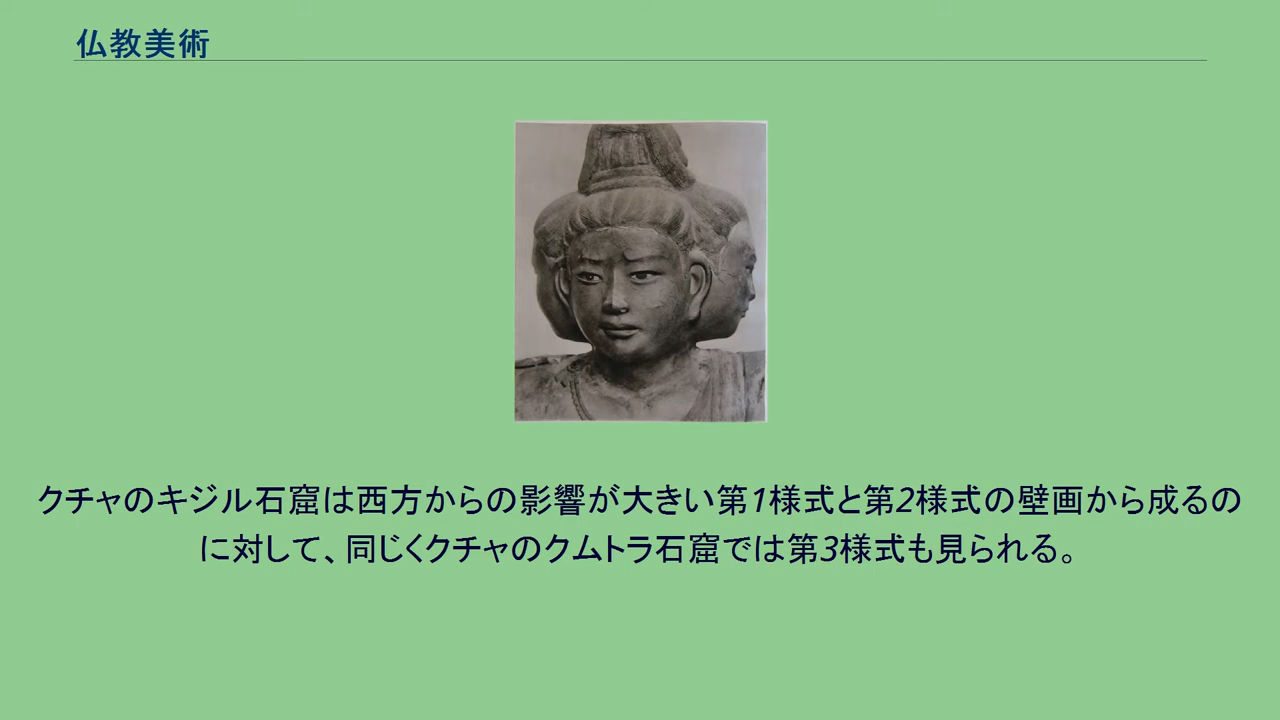 仏教美術
クチャのキジル石窟は西方からの影響が大きい第1様式と第2様式の壁画から成るの
に対して、同じくクチャのクムトラ石窟では第3様式も見られる。